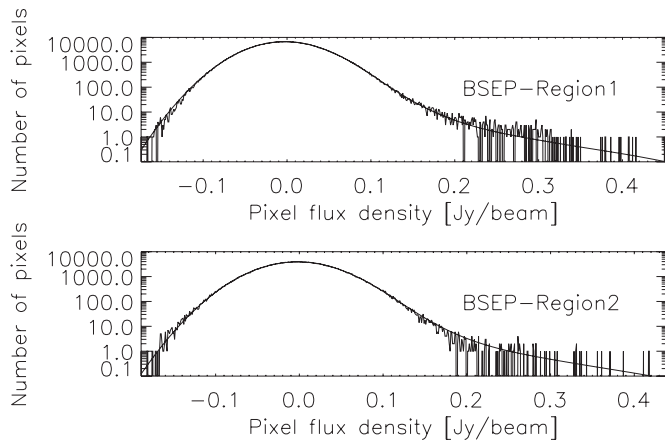 Number of pixels
10000.0
1000.0
100.0
10.0
1.0
0.1
BSEP-Region1
-0.1 0.0 0.1 0.2 0.3 0.4
Pixel flux density [Jy/beam]
Number of pixels
10000.0
1000.0
100.0
10.0
1.0
0.1
BSEP-Region2
-0.1 0.0 0.1 0.2 0.3 0.4
Pixel flux density [Jy/beam]